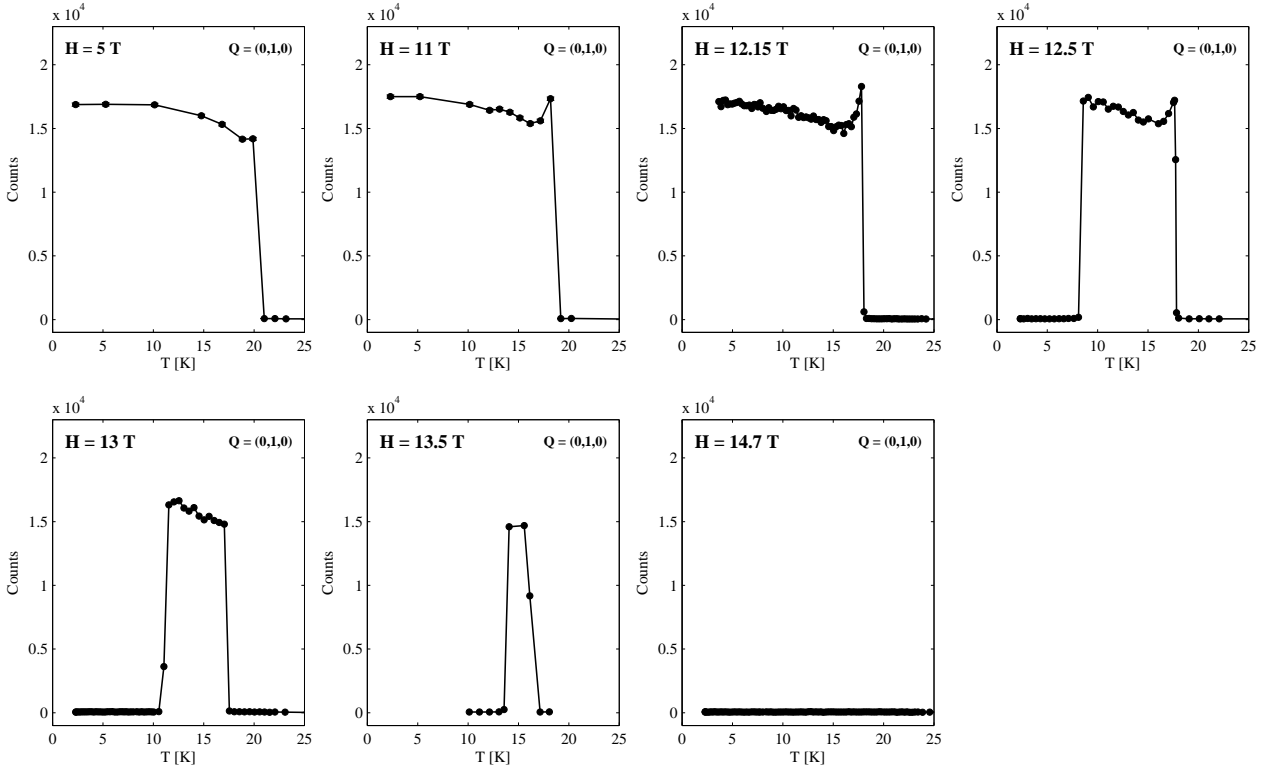 x 10^4
H = 5 T Q = (0,1,0)
2
1.5
1
0.5
0
Counts
0 5 10 15 20 25
T [K]
x 10^4
H = 11 T Q = (0,1,0)
2
1.5
1
0.5
0
Counts
0 5 10 15 20 25
T [K]
x 10^4
H = 12.15 T Q = (0,1,0)
2
1.5
1
0.5
0
Counts
0 5 10 15 20 25
T [K]
x 10^4
H = 12.5 T Q = (0,1,0)
2
1.5
1
0.5
0
Counts
0 5 10 15 20 25
T [K]
x 10^4
H = 13 T Q = (0,1,0)
2
1.5
1
0.5
0
Counts
0 5 10 15 20 25
T [K]
x 10^4
H = 13.5 T Q = (0,1,0)
2
1.5
1
0.5
0
Counts
0 5 10 15 20 25
T [K]
x 10^4
H = 14.7 T Q = (0,1,0)
2
1.5
1
0.5
0
Counts
0 5 10 15 20 25
T [K]